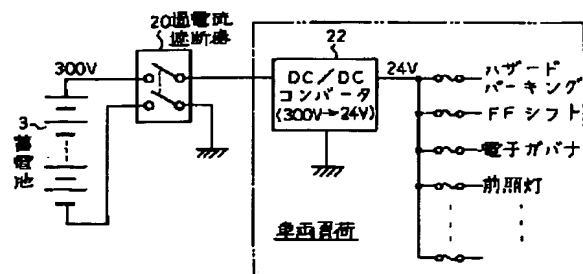 20過電流
遮断器
300V
3
蓄電池
22
DC/DC
コンバータ
(300V→24V)
24V
ハザード
パーキング
FFシフト
電子ガバナ
前照灯
車両負荷